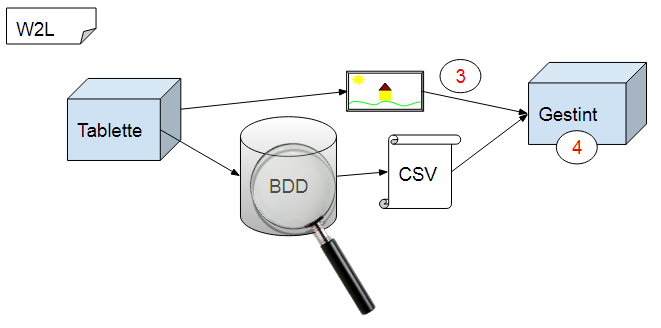 W2L
3
Gestint
Tablette
4
CSV
BDD